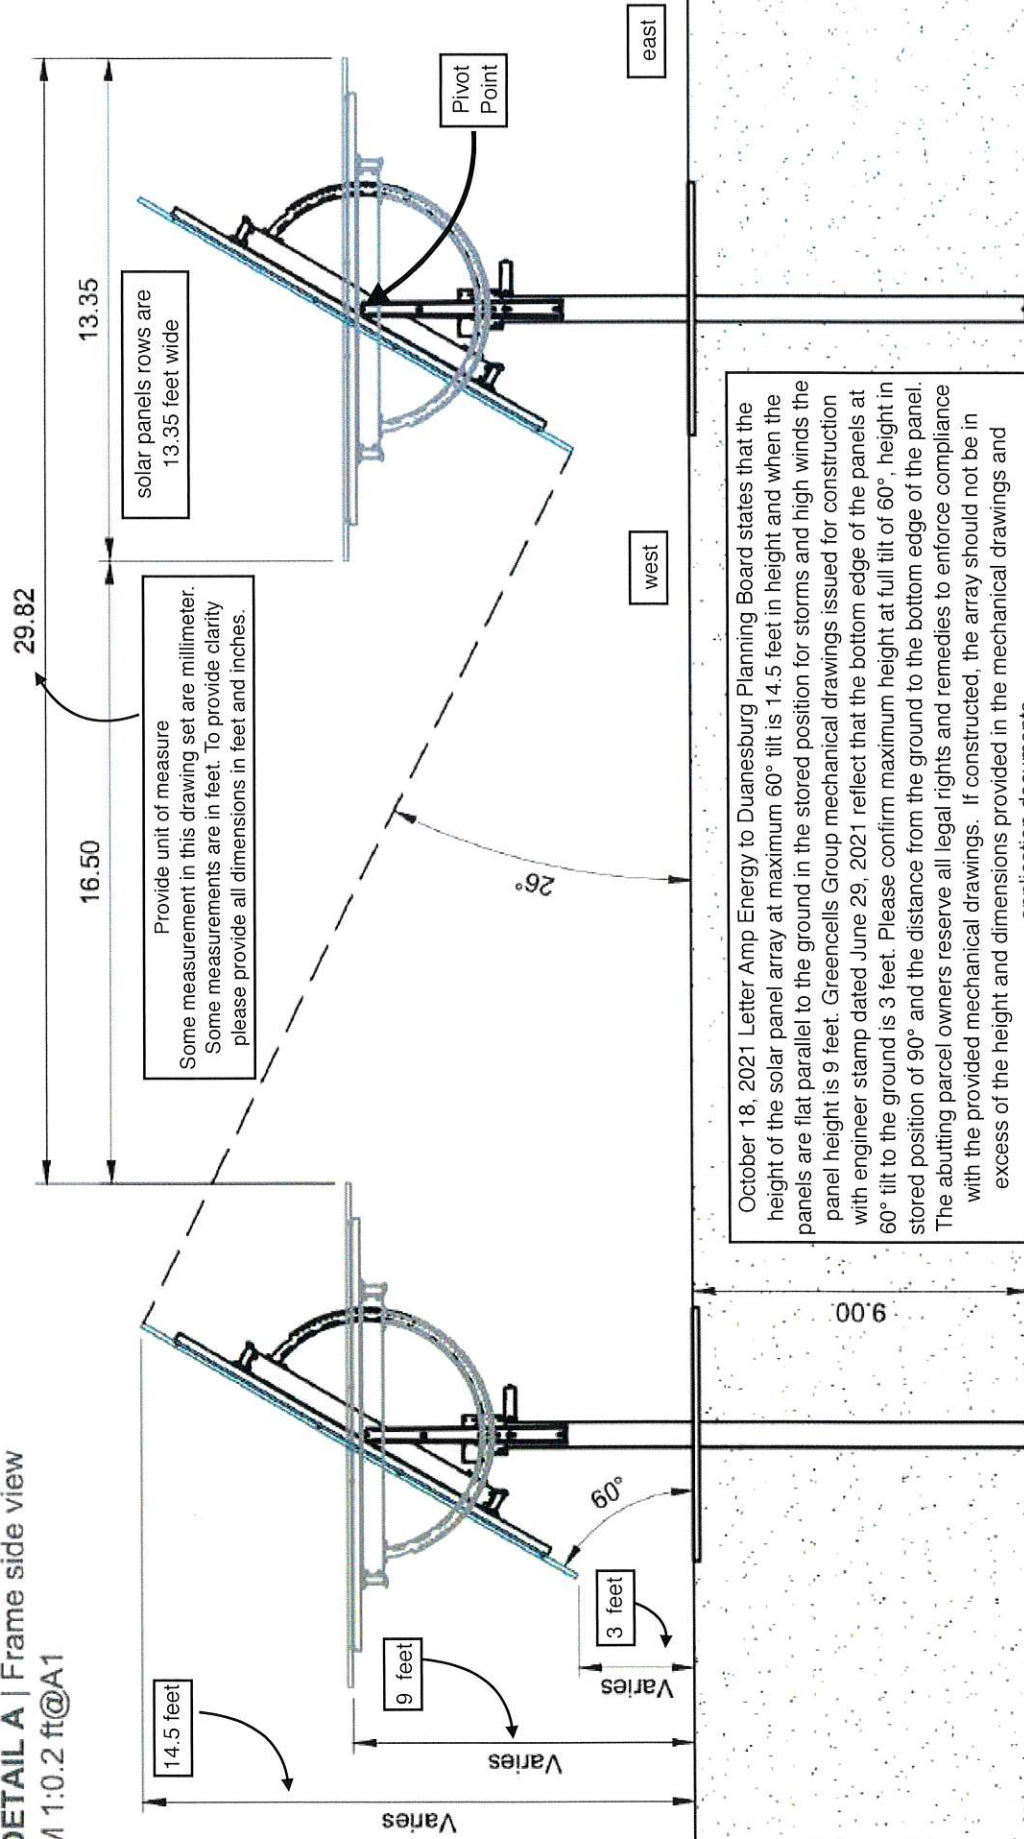 DETAIL A | Frame side view
M 1:0.2 ft@A1
29.82
16.50
13.35
Provide unit of measure
Some measurement in this drawing set are millimeter.
Some measurements are in feet. To provide clarity
please provide all dimensions in feet and inches.
solar panels rows are
13.35 feet wide
Pivot
Point
14.5 feet
9 feet
3 feet
Varies
Varies
Varies
60°
26°
west
east
9.00
October 18, 2021 Letter Amp Energy to Duanesburg Planning Board states that the
height of the solar panel array at maximum 60° tilt is 14.5 feet in height and when the
panels are flat parallel to the ground in the stored position for storms and high winds the
panel height is 9 feet. Greencells Group mechanical drawings issued for construction
with engineer stamp dated June 29, 2021 reflect that the bottom edge of the panels at
60° tilt to the ground is 3 feet. Please confirm maximum height at full tilt of 60°, height in
stored position of 90° and the distance from the ground to the bottom edge of the panel.
The abutting parcel owners reserve all legal rights and remedies to enforce compliance
with the provided mechanical drawings. If constructed, the array should not be in
excess of the height and dimensions provided in the mechanical drawings and
application documents